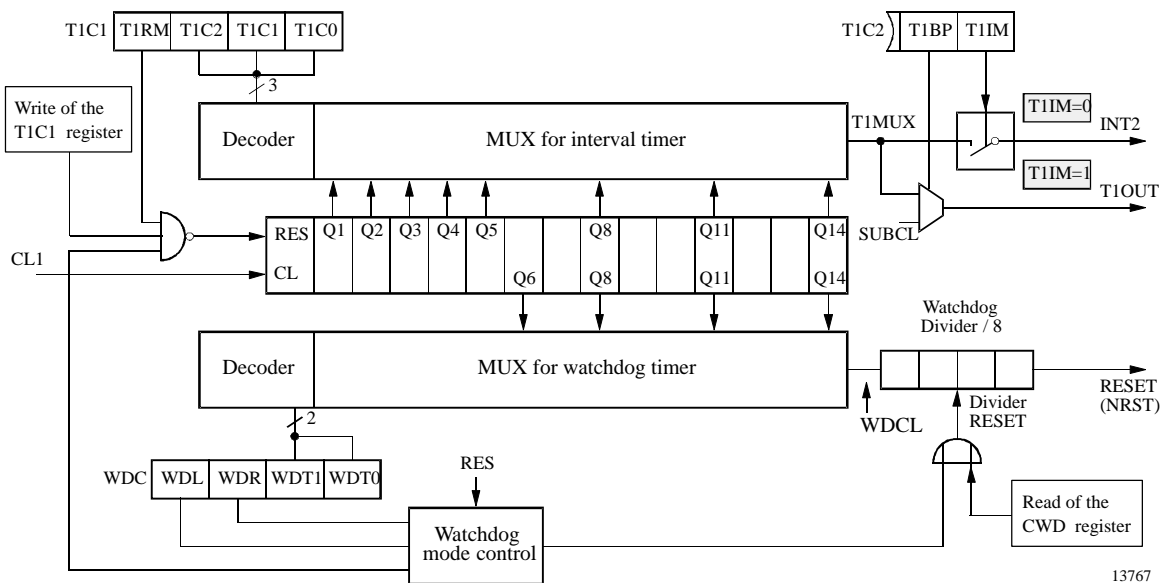 T1C1 T1RM T1C2 T1C1 T1C0
T1C2 T1BP T1IM
3
Write of the
T1C1 register
Decoder MUX for interval timer
T1MUX
T1IM=0
INT2
T1IM=1
T1OUT
SUBCL
RES Q1 Q2 Q3 Q4 Q5 Q8 Q11 Q14
CL1
CL Q6 Q8 Q11 Q14
Watchdog
Divider / 8
Decoder MUX for watchdog timer
RESET
(NRST)
Divider
RESET
WDCL
2
WDC WDL WDR WDT1 WDT0
RES
Watchdog
mode control
Read of the
CWD register
13767